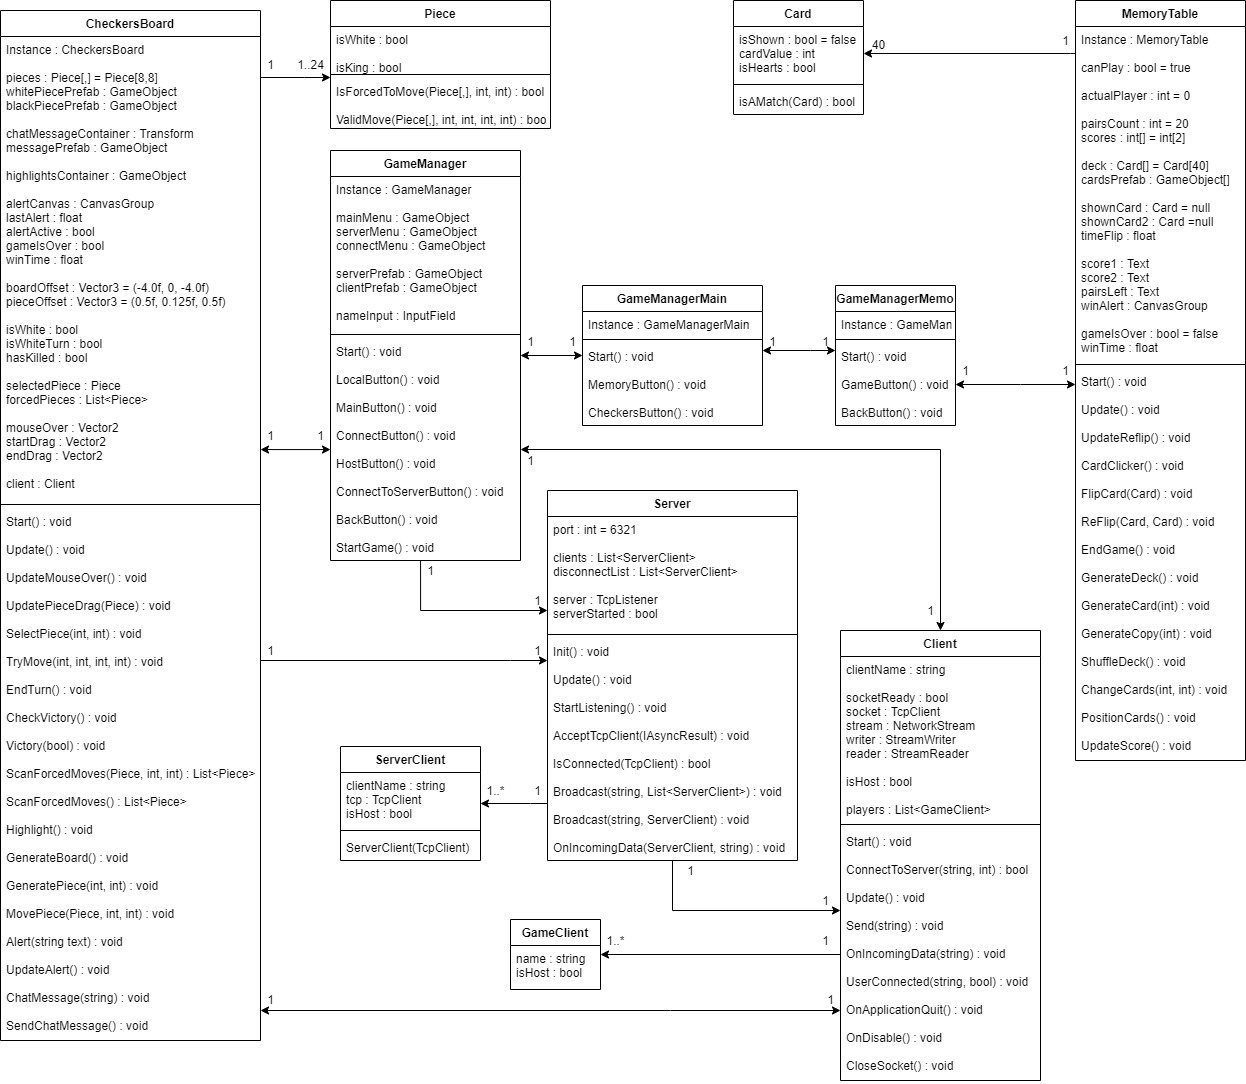 CheckersBoard
Instance : CheckersBoard
pieces : Piece[,] = Piece[8,8]
whitePiecePrefab : GameObject
blackPiecePrefab : GameObject
chatMessageContainer : Transform
messagePrefab : GameObject
highlightsContainer : GameObject
alertCanvas : CanvasGroup
lastAlert : float
alertActive : bool
gameIsOver : bool
winTime : float
boardOffset : Vector3 = (-4.0f, 0, -4.0f)
pieceOffset : Vector3 = (0.5f, 0.125f, 0.5f)
isWhite : bool
isWhiteTurn : bool
hasKilled : bool
selectedPiece : Piece
forcedPieces : List<Piece>
mouseOver : Vector2
startDrag : Vector2
endDrag : Vector2
client : Client
Start() : void
Update() : void
UpdateMouseOver() : void
UpdatePieceDrag(Piece) : void
SelectPiece(int, int) : void
TryMove(int, int, int, int) : void
EndTurn() : void
CheckVictory() : void
Victory(bool) : void
ScanForcedMoves(Piece, int, int) : List<Piece>
ScanForcedMoves() : List<Piece>
Highlight() : void
GenerateBoard() : void
GeneratePiece(int, int) : void
MovePiece(Piece, int, int) : void
Alert(string text) : void
UpdateAlert() : void
ChatMessage(string) : void
SendChatMessage() : void
1
1..24
1
1
1
1
1
1
Piece
isWhite : bool
isKing : bool
IsForcedToMove(Piece[,], int, int) : bool
ValidMove(Piece[,], int, int, int, int) : boo
GameManager
Instance : GameManager
mainMenu : GameObject
serverMenu : GameObject
connectMenu : GameObject
serverPrefab : GameObject
clientPrefab : GameObject
nameInput : InputField
Start() : void
LocalButton() : void
MainButton() : void
ConnectButton() : void
HostButton() : void
ConnectToServerButton() : void
BackButton() : void
StartGame() : void
1
1
1
1
1
1
GameManagerMain
Instance : GameManagerMain
Start() : void
MemoryButton() : void
CheckersButton() : void
1
1
GameManagerMemo
Instance : GameMan
Start() : void
GameButton() : void
BackButton() : void
1
1
Card
isShown : bool = false
cardValue : int
isHearts : bool
isAMatch(Card) : bool
40
1
MemoryTable
Instance : MemoryTable
canPlay : bool = true
actualPlayer : int = 0
pairsCount : int = 20
scores : int[] = int[2]
deck : Card[] = Card[40]
cardsPrefab : GameObject[]
shownCard : Card = null
shownCard2 : Card =null
timeFlip : float
score1 : Text
score2 : Text
pairsLeft : Text
winAlert : CanvasGroup
gameIsOver : bool = false
winTime : float
Start() : void
Update() : void
UpdateReflip() : void
CardClicker() : void
FlipCard(Card) : void
ReFlip(Card, Card) : void
EndGame() : void
GenerateDeck() : void
GenerateCard(int) : void
GenerateCopy(int) : void
ShuffleDeck() : void
ChangeCards(int, int) : void
PositionCards() : void
UpdateScore() : void
Server
port : int = 6321
clients : List<ServerClient>
disconnectList : List<ServerClient>
server : TcpListener
serverStarted : bool
Init() : void
Update() : void
StartListening() : void
AcceptTcpClient(IAsyncResult) : void
IsConnected(TcpClient) : bool
Broadcast(string, List<ServerClient>) : void
Broadcast(string, ServerClient) : void
OnIncomingData(ServerClient, string) : void
1..*
1
1
1
ServerClient
clientName : string
tcp : TcpClient
isHost : bool
ServerClient(TcpClient)
GameClient
name : string
isHost : bool
1..*
1
Client
clientName : string
socketReady : bool
socket : TcpClient
stream : NetworkStream
writer : StreamWriter
reader : StreamReader
isHost : bool
players : List<GameClient>
Start() : void
ConnectToServer(string, int) : bool
Update() : void
Send(string) : void
OnIncomingData(string) : void
UserConnected(string, bool) : void
OnApplicationQuit() : void
OnDisable() : void
CloseSocket() : void